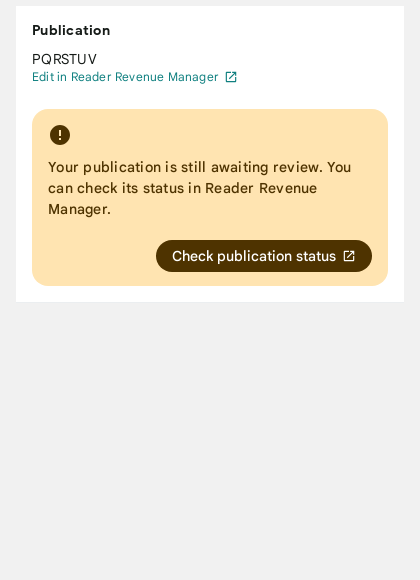 Publication
PQRSTUV
Edit in Reader Revenue Manager
Your publication is still awaiting review. You
can check its status in Reader Revenue
Manager.
Check publication status